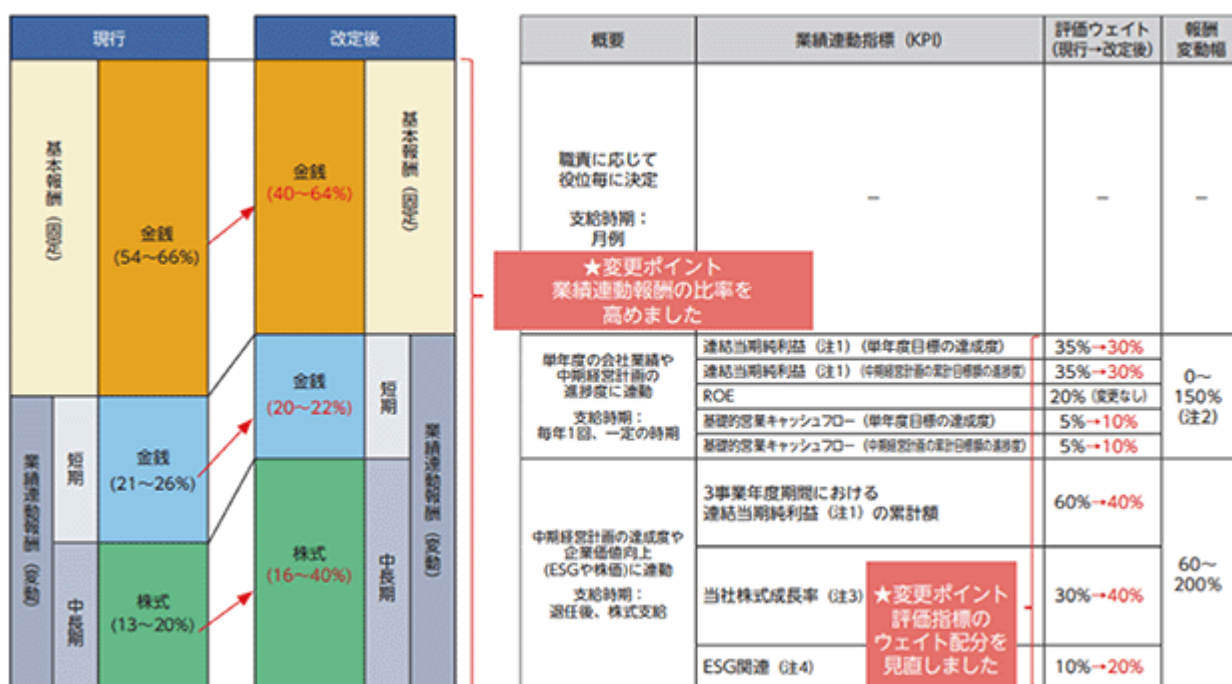 現行
改定後
基本報酬（固定）
金銭
(54～66%)
業績連動報酬（変動）
短期
金銭
(21～26%)
中長期
株式
(13～20%)
金銭
(40～64%)
基本報酬（固定）
金銭
(20～22%)
短期
業績連動報酬（変動）
株式
(16～40%)
中長期
★変更ポイント
業績連動報酬の比率を
高めました
概要
業績連動指標（KPI）
評価ウェイト
(現行→改定後)
報酬
変動幅
職責に応じて
役位毎に決定
支給時期：
月例
－
－
－
単年度の会社業績や
中期経営計画の
進捗度に連動
支給時期：
毎年1回、一定の時期
連結当期純利益（注1）（単年度目標の達成度）
35%→30%
連結当期純利益（注1）（中期経営計画の累計目標額の進捗度）
35%→30%
ROE
20%（変更なし）
基礎的営業キャッシュフロー（単年度目標の達成度）
5%→10%
基礎的営業キャッシュフロー（中期経営計画の累計目標額の進捗度）
5%→10%
0～
150%
(注2)
中期経営計画の達成度や
企業価値向上
(ESGや株価)に連動
支給時期：
退任後、株式支給
3事業年度期間における
連結当期純利益（注1）の累計額
60%→40%
当社株式成長率（注3）
30%→40%
ESG関連（注4）
10%→20%
60～
200%
★変更ポイント
評価指標の
ウェイト配分を
見直しました